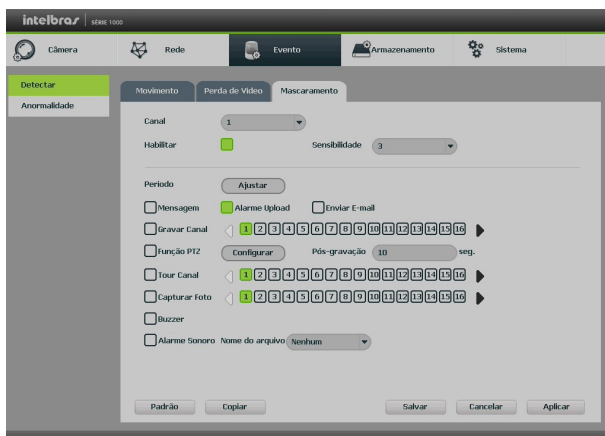 intelbras SÉRIE 1000
Câmera Rede Evento Armazenamento Sistema
Detectar
Anormalidade
Movimento Perda de Vídeo Mascaramento
Canal 1
Habilitar Sensibilidade 3
Período Ajustar
Mensagem Alarme Upload Enviar E-mail
Gravar Canal 1 2 3 4 5 6 7 8 9 10 11 12 13 14 15 16
Função PTZ Configurar Pós-gravação 10 seg.
Tour Canal 1 2 3 4 5 6 7 8 9 10 11 12 13 14 15 16
Capturar Foto 1 2 3 4 5 6 7 8 9 10 11 12 13 14 15 16
Buzzer
Alarme Sonoro Nome do arquivo Nenhum
Padrão Copiar Salvar Cancelar Aplicar